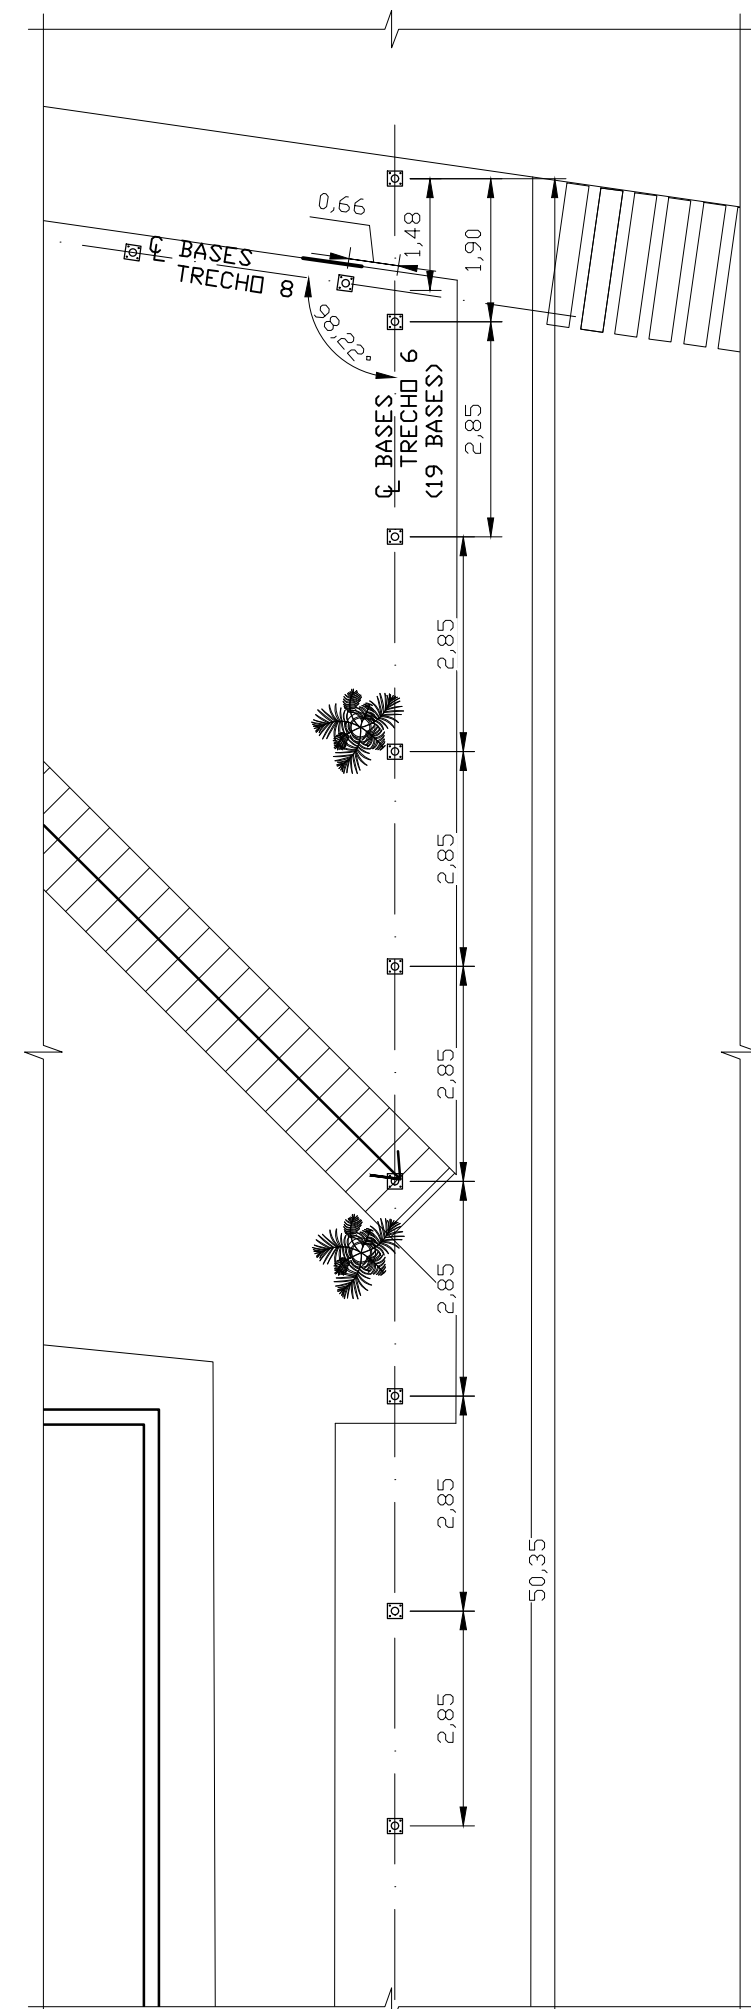 0,66
1,48
1,90
℄ BASES
TRECHO 8
98,22°
℄ BASES
TRECHO 6
(19 BASES)
2,85
2,85
2,85
2,85
2,85
2,85
50,35
2,85